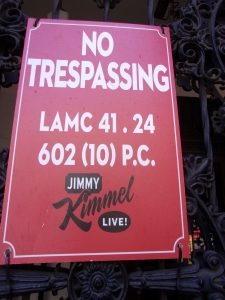 NO
TRESPASSING
LAMC 41 . 24
602 (10) P.C.
JIMMY
Kimmel
LIVE!